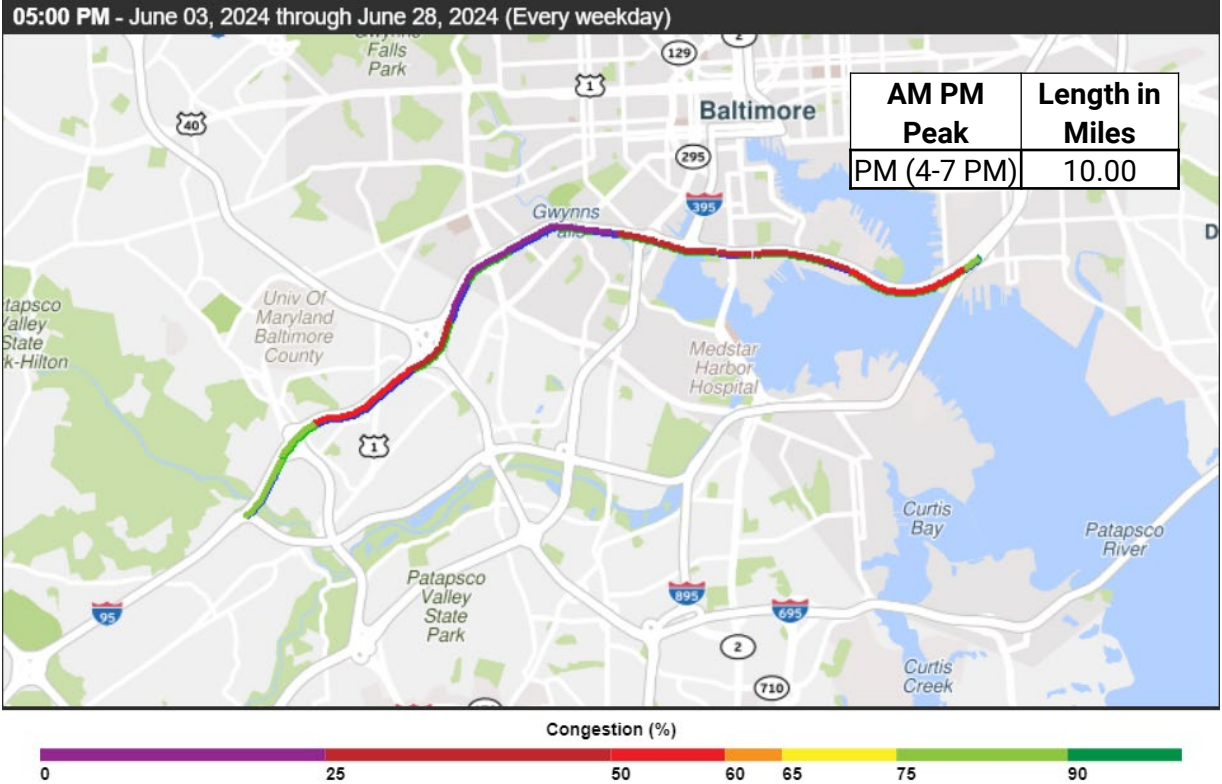 05:00 PM - June 03, 2024 through June 28, 2024 (Every weekday)
Falls
Park
129
2
1
40
Baltimore
295
395
AM PM
Peak
Length in
Miles
PM (4-7 PM)
10.00
Gwynns
Falls
D
Univ Of
Maryland
Baltimore
County
tapsco
Valley
State
k-Hilton
Medstar
Harbor
Hospital
1
Curtis
Bay
Patapsco
River
Patapsco
Valley
State
Park
95
895
695
2
710
Curtis
Creek
Congestion (%)
0 25 50 60 65 75 90